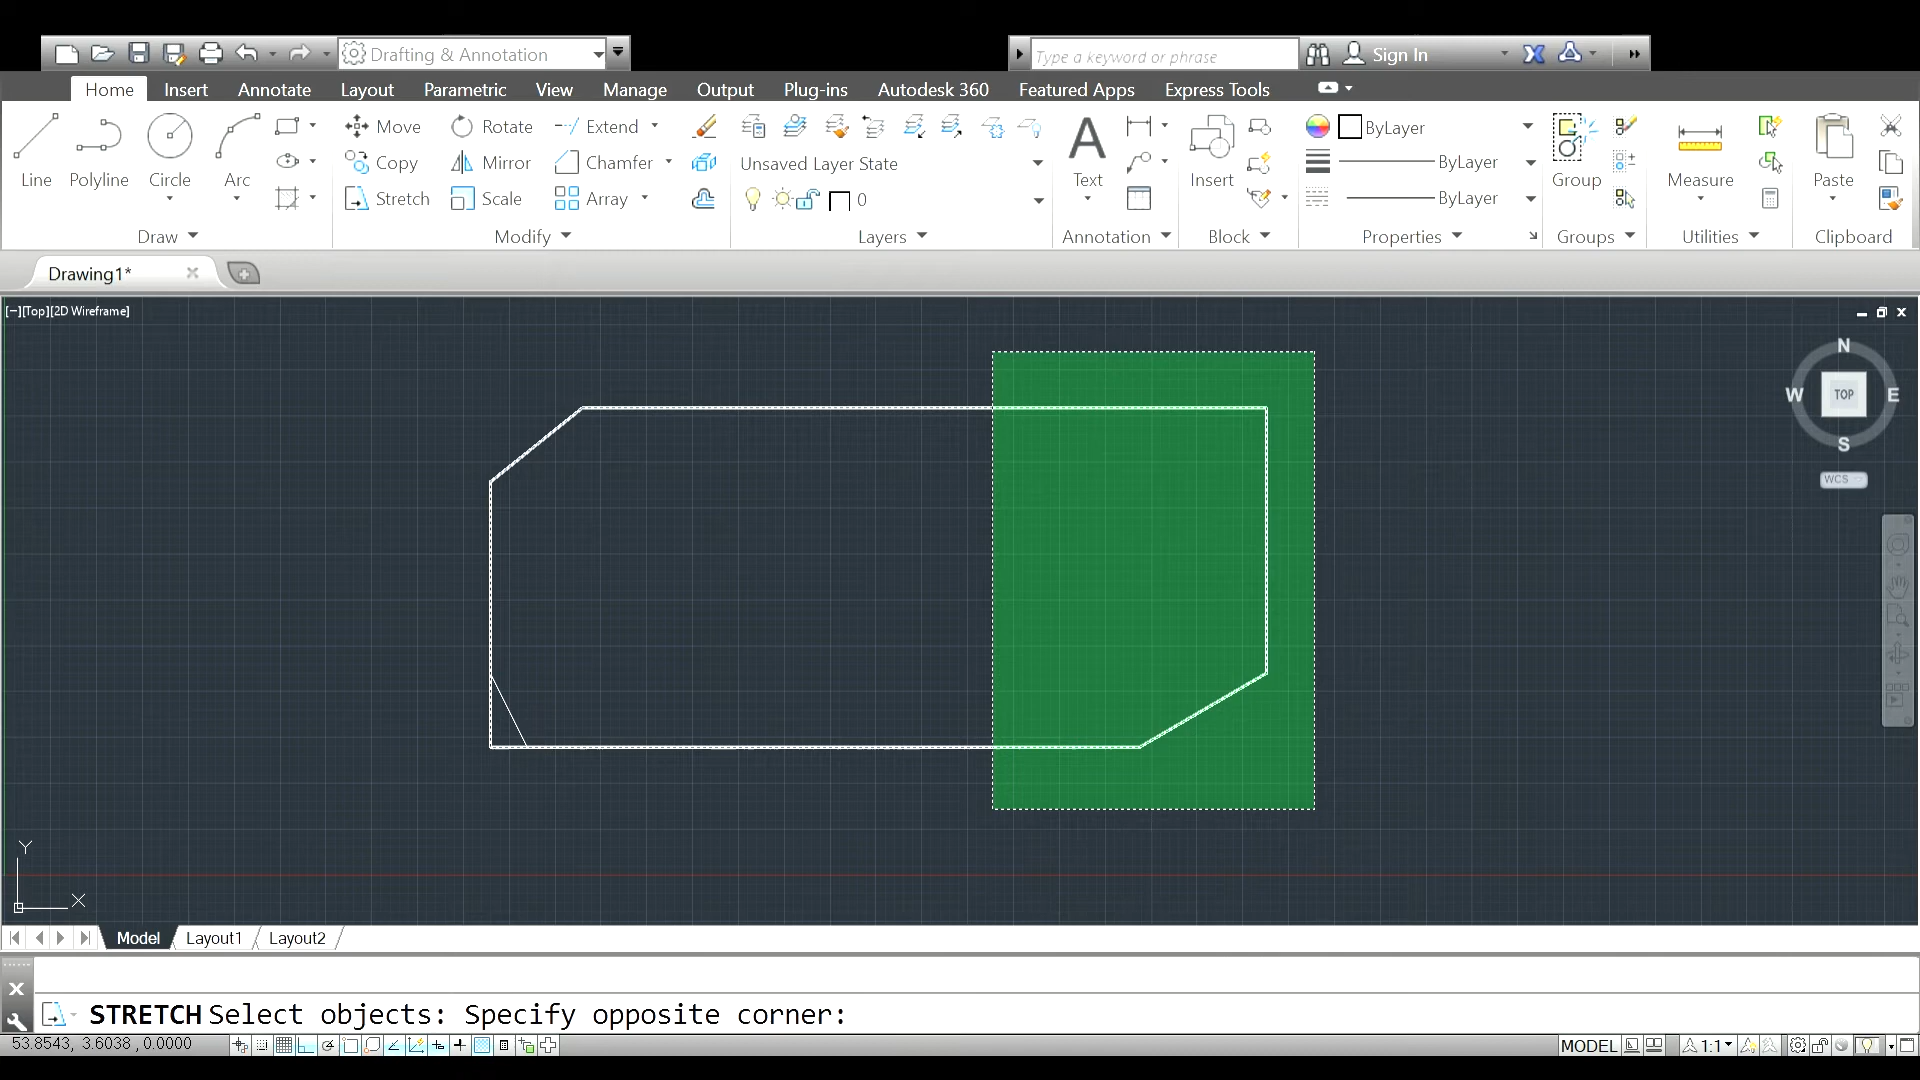 Drafting & Annotation
Type a keyword or phrase
Sign In
Home Insert Annotate Layout Parametric View Manage Output Plug-ins Autodesk 360 Featured Apps Express Tools
Move Rotate Extend
ByLayer
Copy Mirror Chamfer
Unsaved Layer State
ByLayer
Line Polyline Circle Arc
Text Insert
Group Measure Paste
Stretch Scale Array
0
ByLayer
Draw Modify Layers Annotation Block Properties Groups Utilities Clipboard
Drawing1*
[−][Top][2D Wireframe]
N
W TOP E
S
WCS
Y
X
Model Layout1 Layout2
STRETCH Select objects: Specify opposite corner:
53.8543, 3.6038 , 0.0000
MODEL
1:1